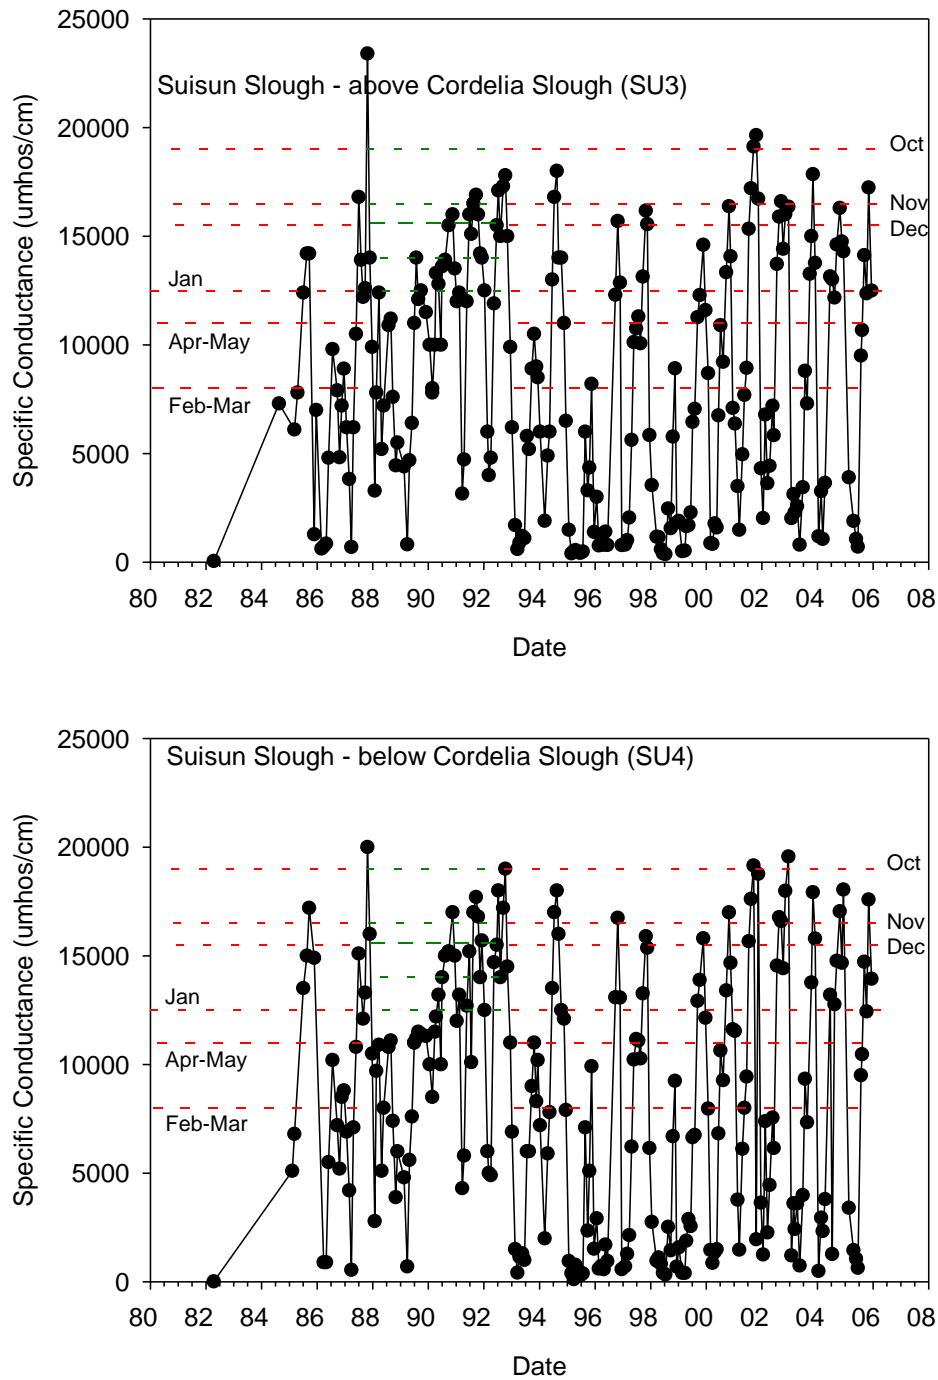 25000
Suisun Slough - above Cordelia Slough (SU3)
20000
Oct
Nov
15000
Dec
Jan
10000
Apr-May
Feb-Mar
5000
0
Specific Conductance (umhos/cm)
80 82 84 86 88 90 92 94 96 98 00 02 04 06 08
Date
25000
Suisun Slough - below Cordelia Slough (SU4)
20000
Oct
Nov
15000
Dec
Jan
10000
Apr-May
Feb-Mar
5000
0
Specific Conductance (umhos/cm)
80 82 84 86 88 90 92 94 96 98 00 02 04 06 08
Date